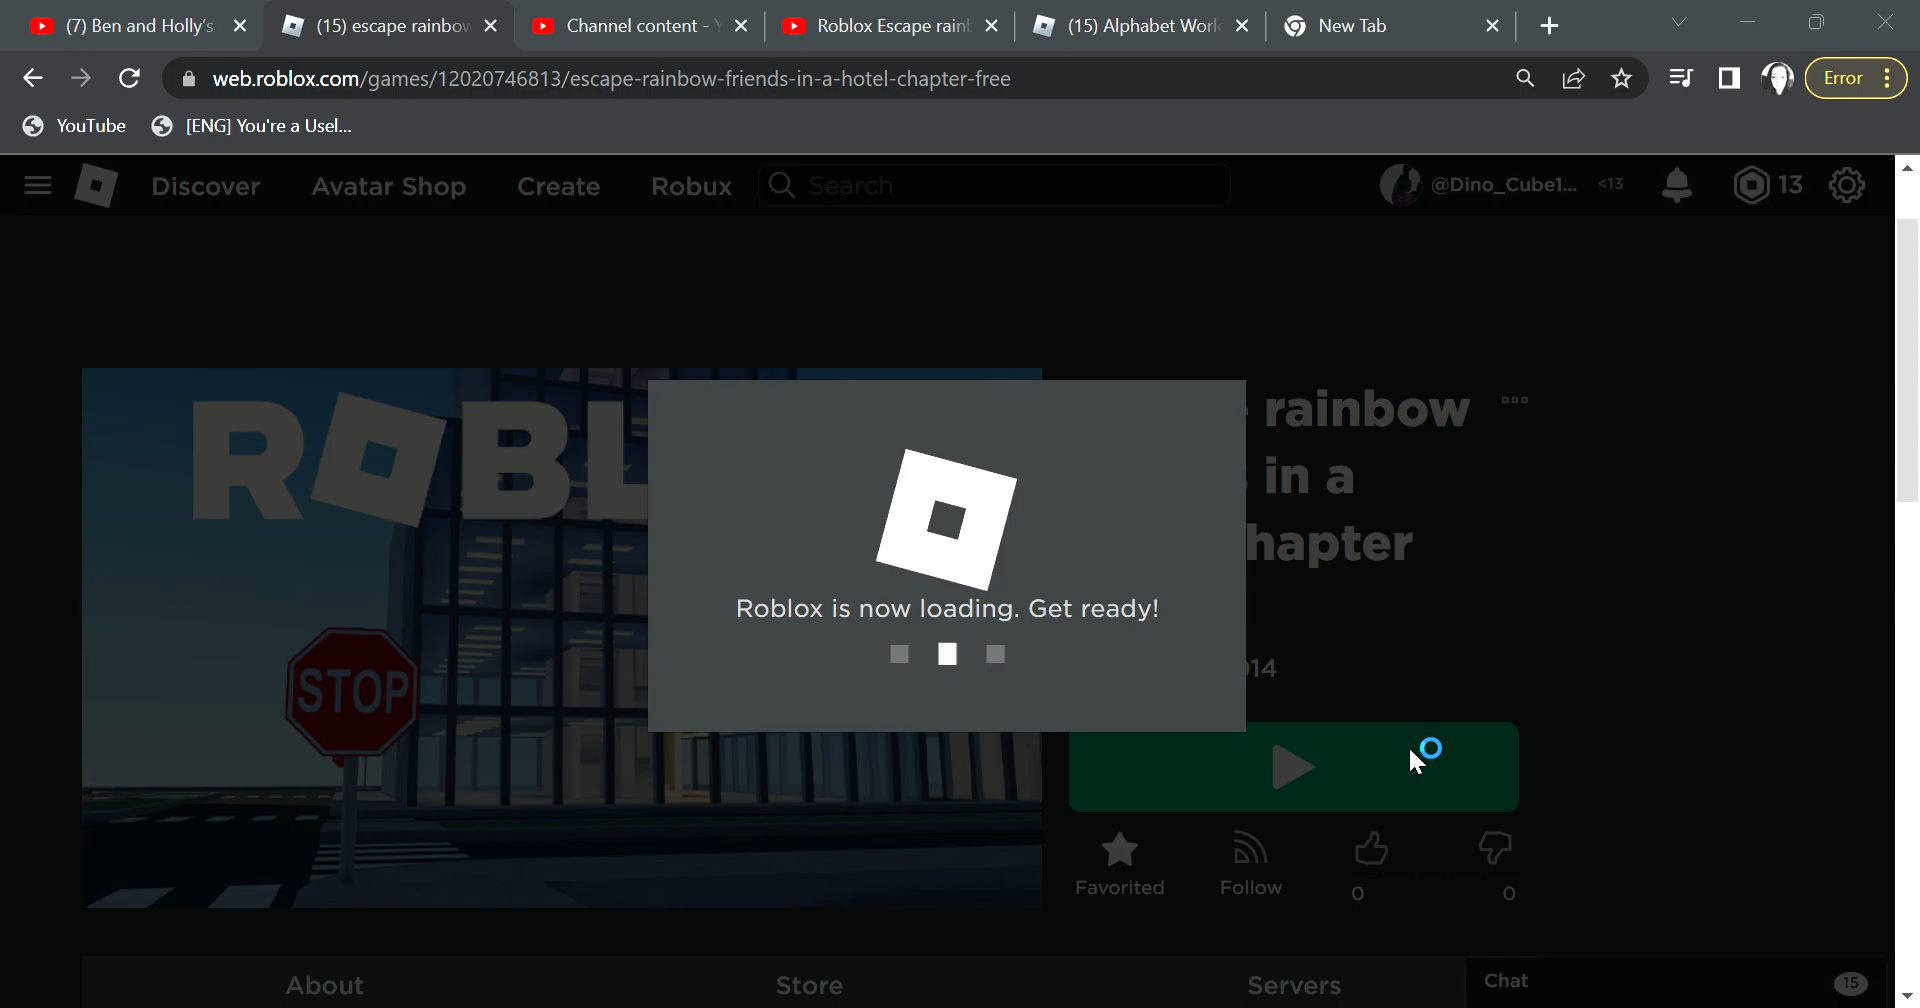 (7) Ben and Holly's
(15) escape rainbow
Channel content - Y
Roblox Escape rain
(15) Alphabet Worl
New Tab
web.roblox.com/games/12020746813/escape-rainbow-friends-in-a-hotel-chapter-free
Error
YouTube
[ENG] You're a Usel...
Discover
Avatar Shop
Create
Robux
Search
@Dino_Cube1...
<13
13
ROBL
STOP
rainbow
in a
hapter
Roblox is now loading. Get ready!
014
Favorited
Follow
0
0
About
Store
Servers
Chat
15